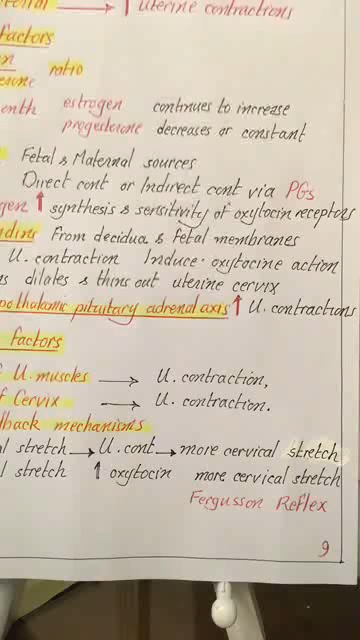 ↑ uterine contractions
factors
ratio
estrogen continues to increase
progesterone decreases or constant
Fetal & Maternal sources
Direct cont or Indirect cont via PGs
↑ synthesis & sensitivity of oxytocin receptors
From decidua & fetal membranes
U. contraction Induce oxytocine action
dilates & thins out uterine cervix
pothalamic pituitary adrenal axis ↑ U. contractions
factors
U. muscles → U. contraction,
f Cervix → U. contraction.
dback mechanisms
al stretch → U. cont → more cervical stretch
l stretch ↑ oxytocin more cervical stretch
Fergusson Reflex
9